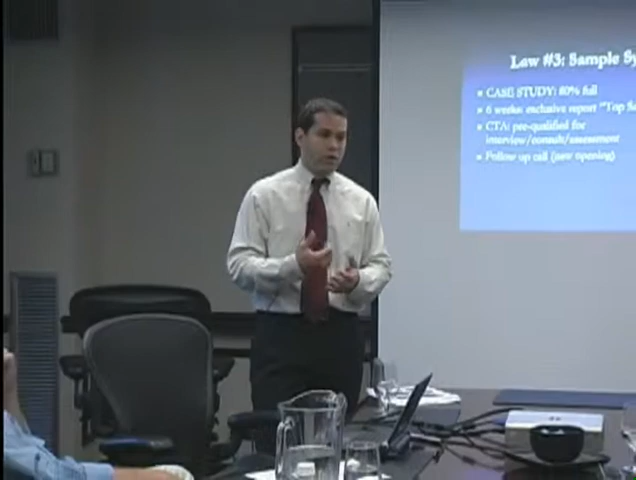 Law #3: Sample
CASE STUDY: 80% full
6 weeks: exclusive report "Top
CTA: pre-qualified for
interview/consult/assessment
Follow up call (new opening)